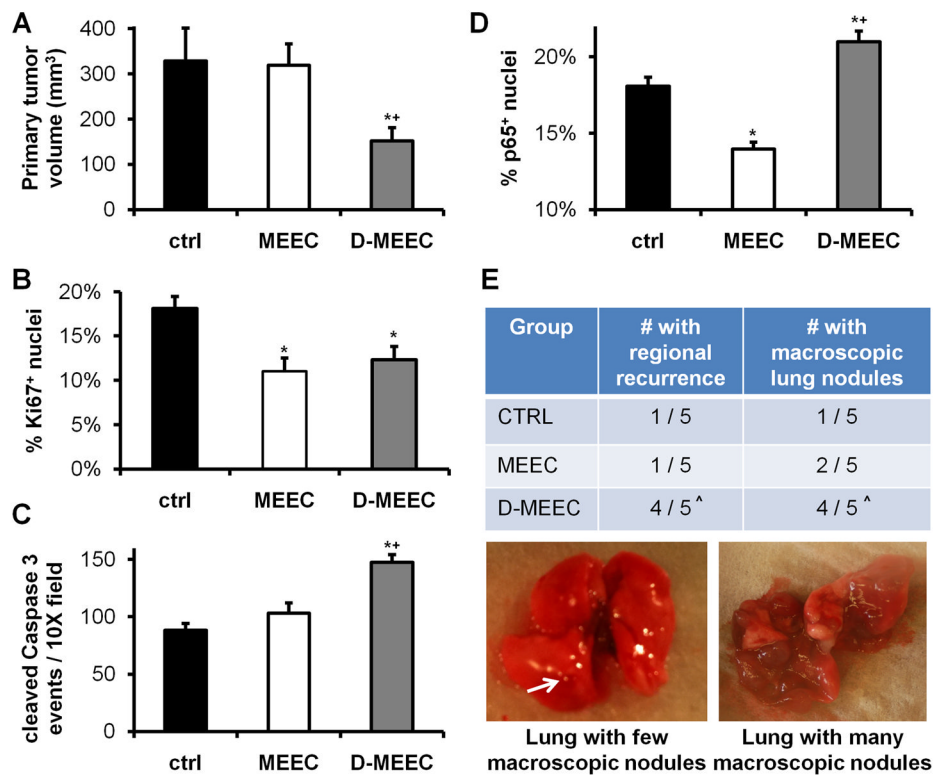 A
Primary tumor
volume (mm³)
400
300
200
100
0
*+
ctrl
MEEC
D-MEEC
B
% Ki67⁺ nuclei
20%
15%
10%
5%
0%
*
*
ctrl
MEEC
D-MEEC
C
cleaved Caspase 3
events / 10X field
150
100
50
0
*+
ctrl
MEEC
D-MEEC
D
% p65⁺ nuclei
20%
15%
10%
*
*+
ctrl
MEEC
D-MEEC
E
Group
# with
regional
recurrence
# with
macroscopic
lung nodules
CTRL 1 / 5 1 / 5
MEEC 1 / 5 2 / 5
D-MEEC 4 / 5 ^ 4 / 5 ^
Lung with few
macroscopic nodules
Lung with many
macroscopic nodules